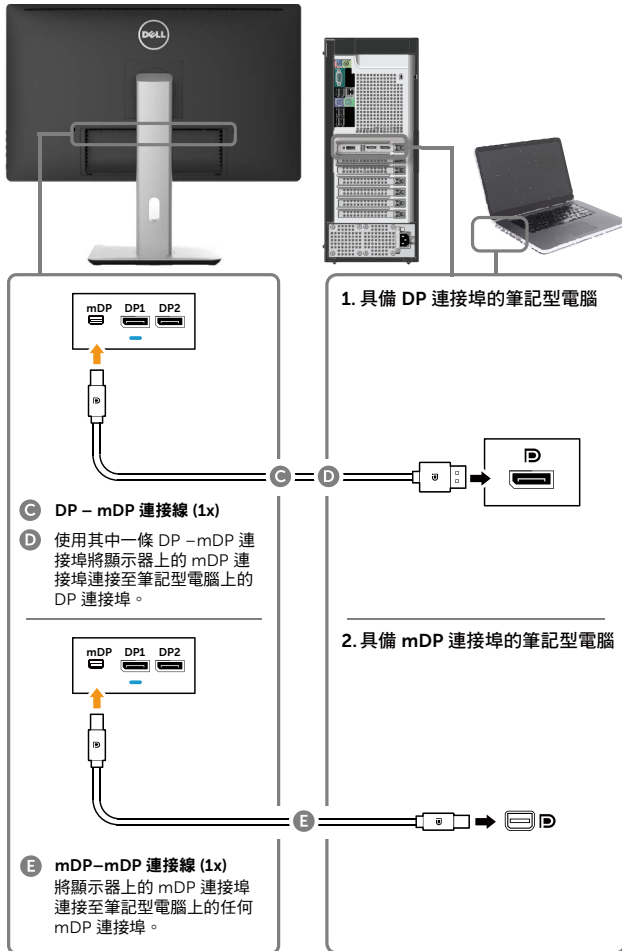 DELL
1. 具備 DP 連接埠的筆記型電腦
mDP DP1 DP2
C D
C DP – mDP 連接線 (1x)
D 使用其中一條 DP –mDP 連
接埠將顯示器上的 mDP 連
接埠連接至筆記型電腦上的
DP 連接埠。
2. 具備 mDP 連接埠的筆記型電腦
mDP DP1 DP2
E
E mDP–mDP 連接線 (1x)
將顯示器上的 mDP 連接埠
連接至筆記型電腦上的任何
mDP 連接埠。